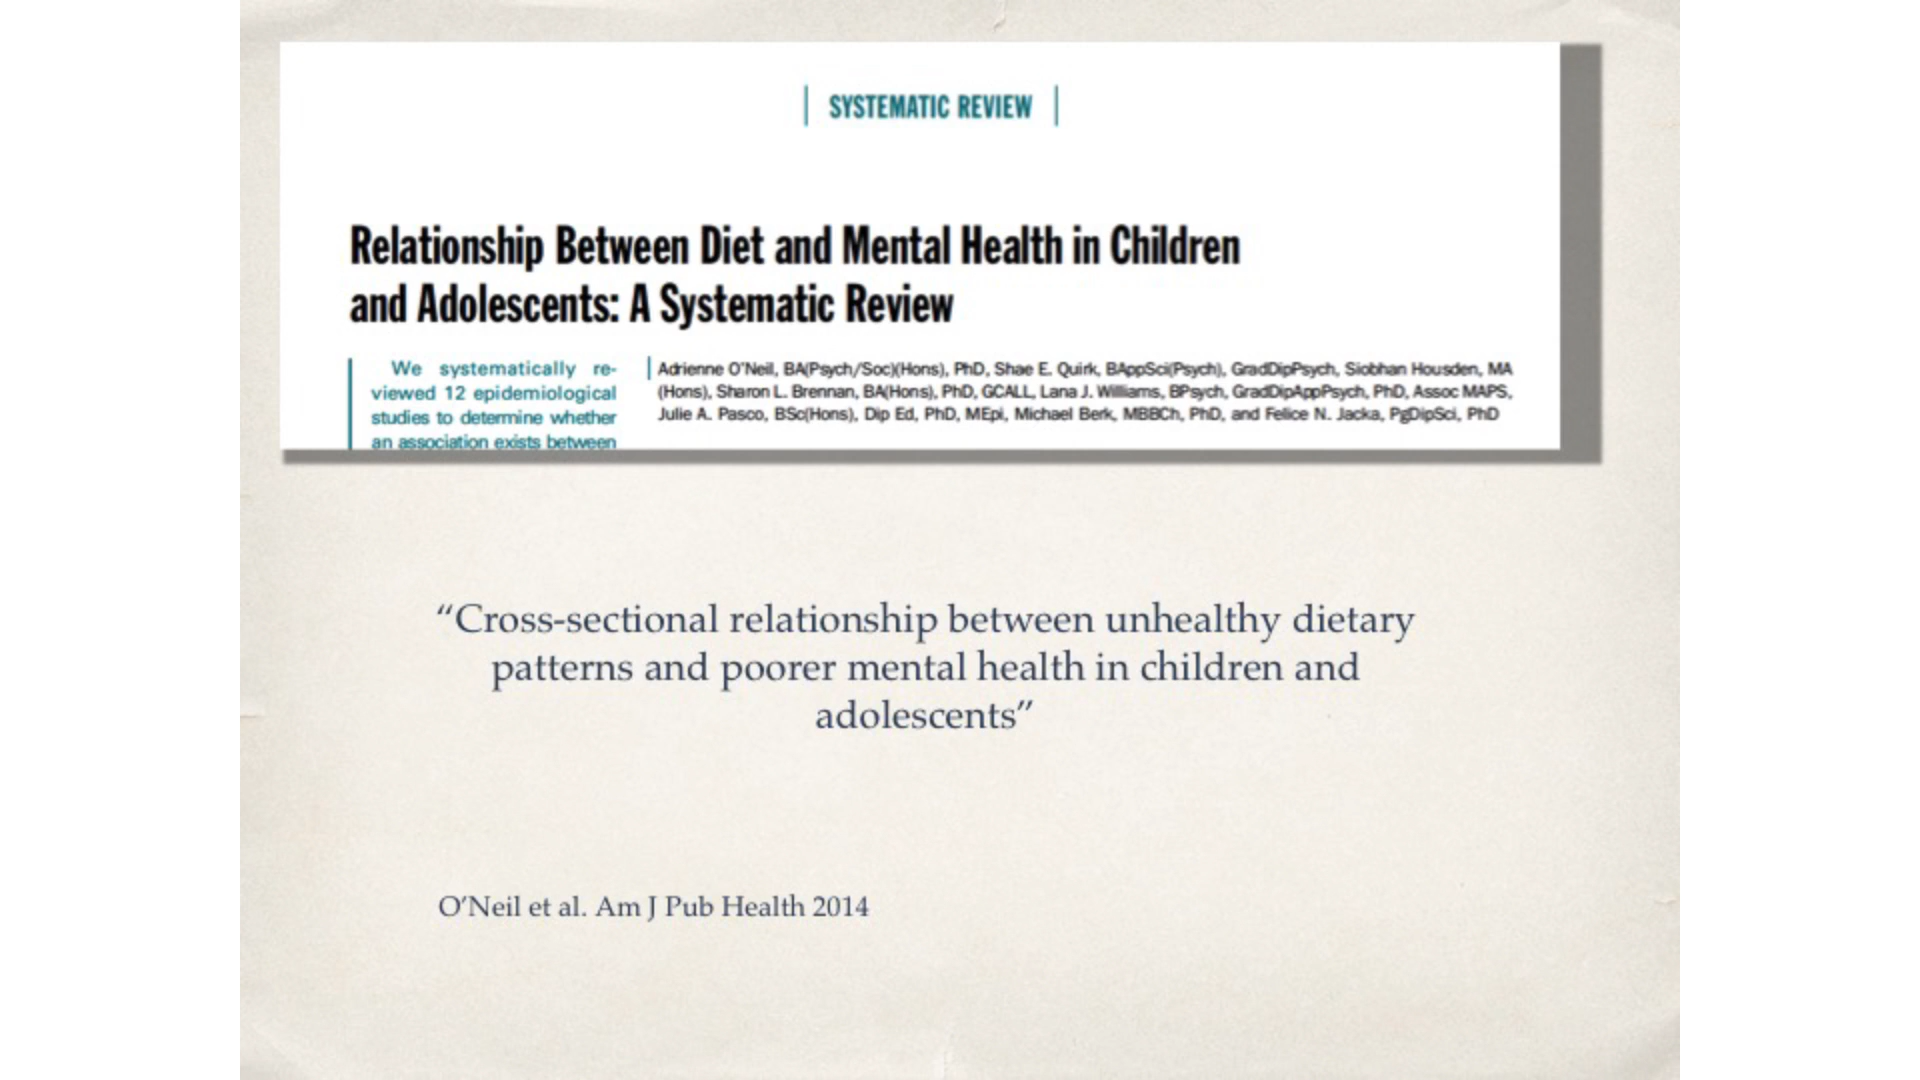 SYSTEMATIC REVIEW
Relationship Between Diet and Mental Health in Children
and Adolescents: A Systematic Review
We systematically re-
viewed 12 epidemiological
studies to determine whether
an association exists between
Adrienne O'Neil, BA(Psych/Soc)(Hons), PhD, Shae E. Quirk, BAppSci(Psych), GradDipPsych, Siobhan Housden, MA
(Hons), Sharon L. Brennan, BA(Hons), PhD, GCALL, Lana J. Williams, BPsych, GradDipAppPsych, PhD, Assoc MAPS,
Julie A. Pasco, BSc(Hons), Dip Ed, PhD, MEpi, Michael Berk, MBBCh, PhD, and Felice N. Jacka, PgDipSci, PhD
“Cross-sectional relationship between unhealthy dietary
patterns and poorer mental health in children and
adolescents”
O’Neil et al. Am J Pub Health 2014